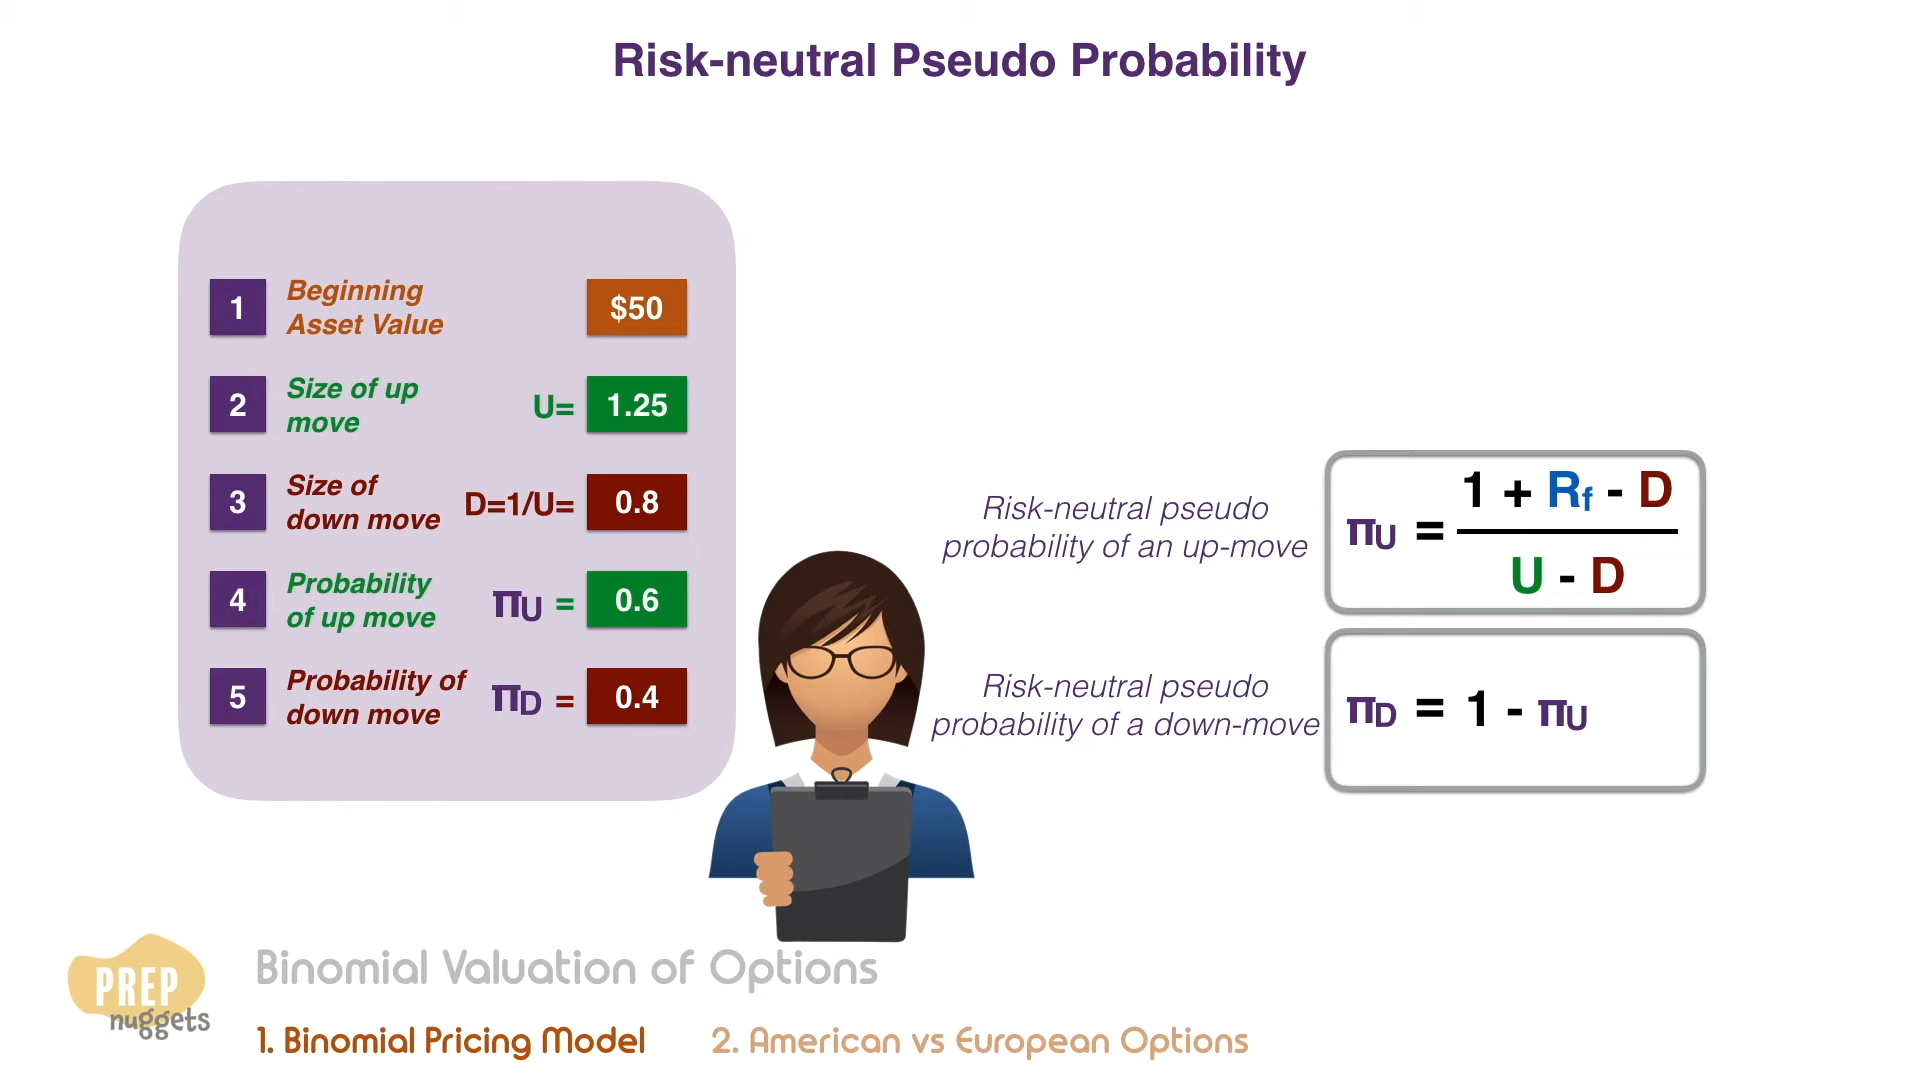 Risk-neutral Pseudo Probability
1 Beginning
Asset Value $50
2 Size of up
move U= 1.25
3 Size of
down move D=1/U= 0.8
4 Probability
of up move πU = 0.6
5 Probability of
down move πD = 0.4
Risk-neutral pseudo
probability of an up-move
πU = 1 + Rf - D
U - D
Risk-neutral pseudo
probability of a down-move
πD = 1 - πU
PREP
nuggets
Binomial Valuation of Options
1. Binomial Pricing Model 2. American vs European Options